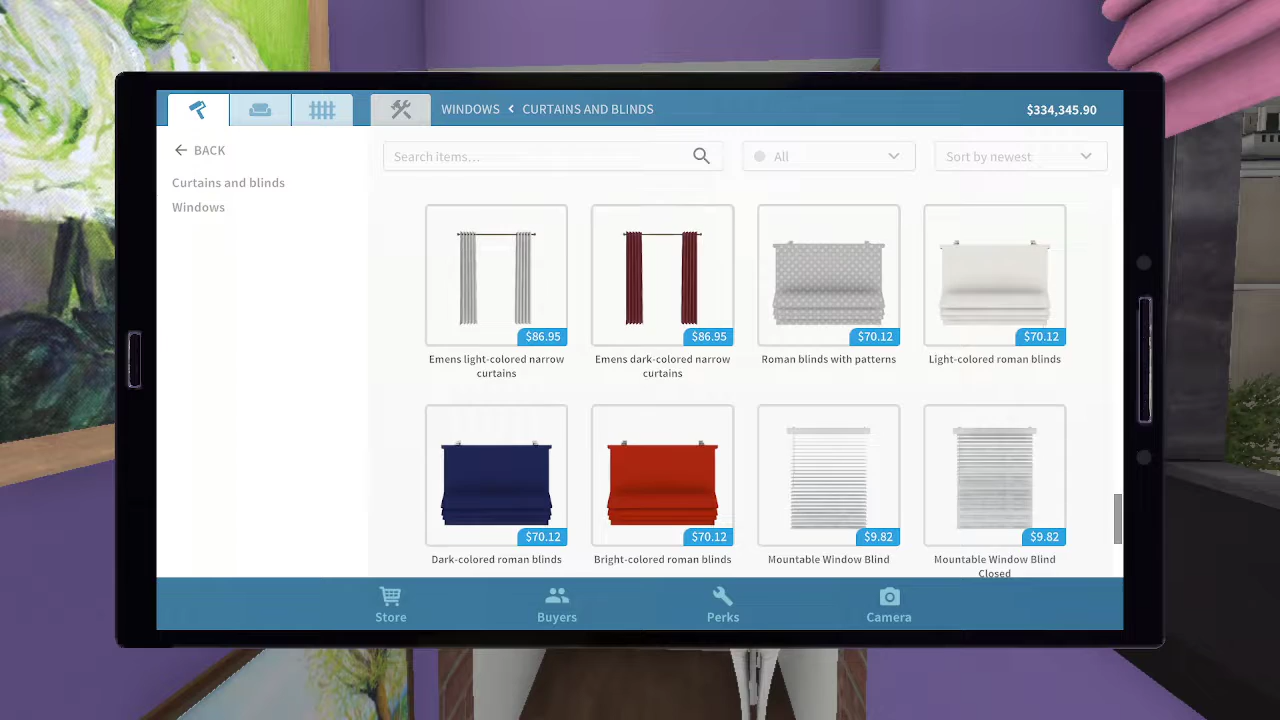 WINDOWS < CURTAINS AND BLINDS
$334,345.90
BACK
Search items...
All
Sort by newest
Curtains and blinds
Windows
$86.95
$86.95
$70.12
$70.12
Emens light-colored narrow
curtains
Emens dark-colored narrow
curtains
Roman blinds with patterns
Light-colored roman blinds
$70.12
$70.12
$9.82
$9.82
Dark-colored roman blinds
Bright-colored roman blinds
Mountable Window Blind
Mountable Window Blind
Closed
Store
Buyers
Perks
Camera